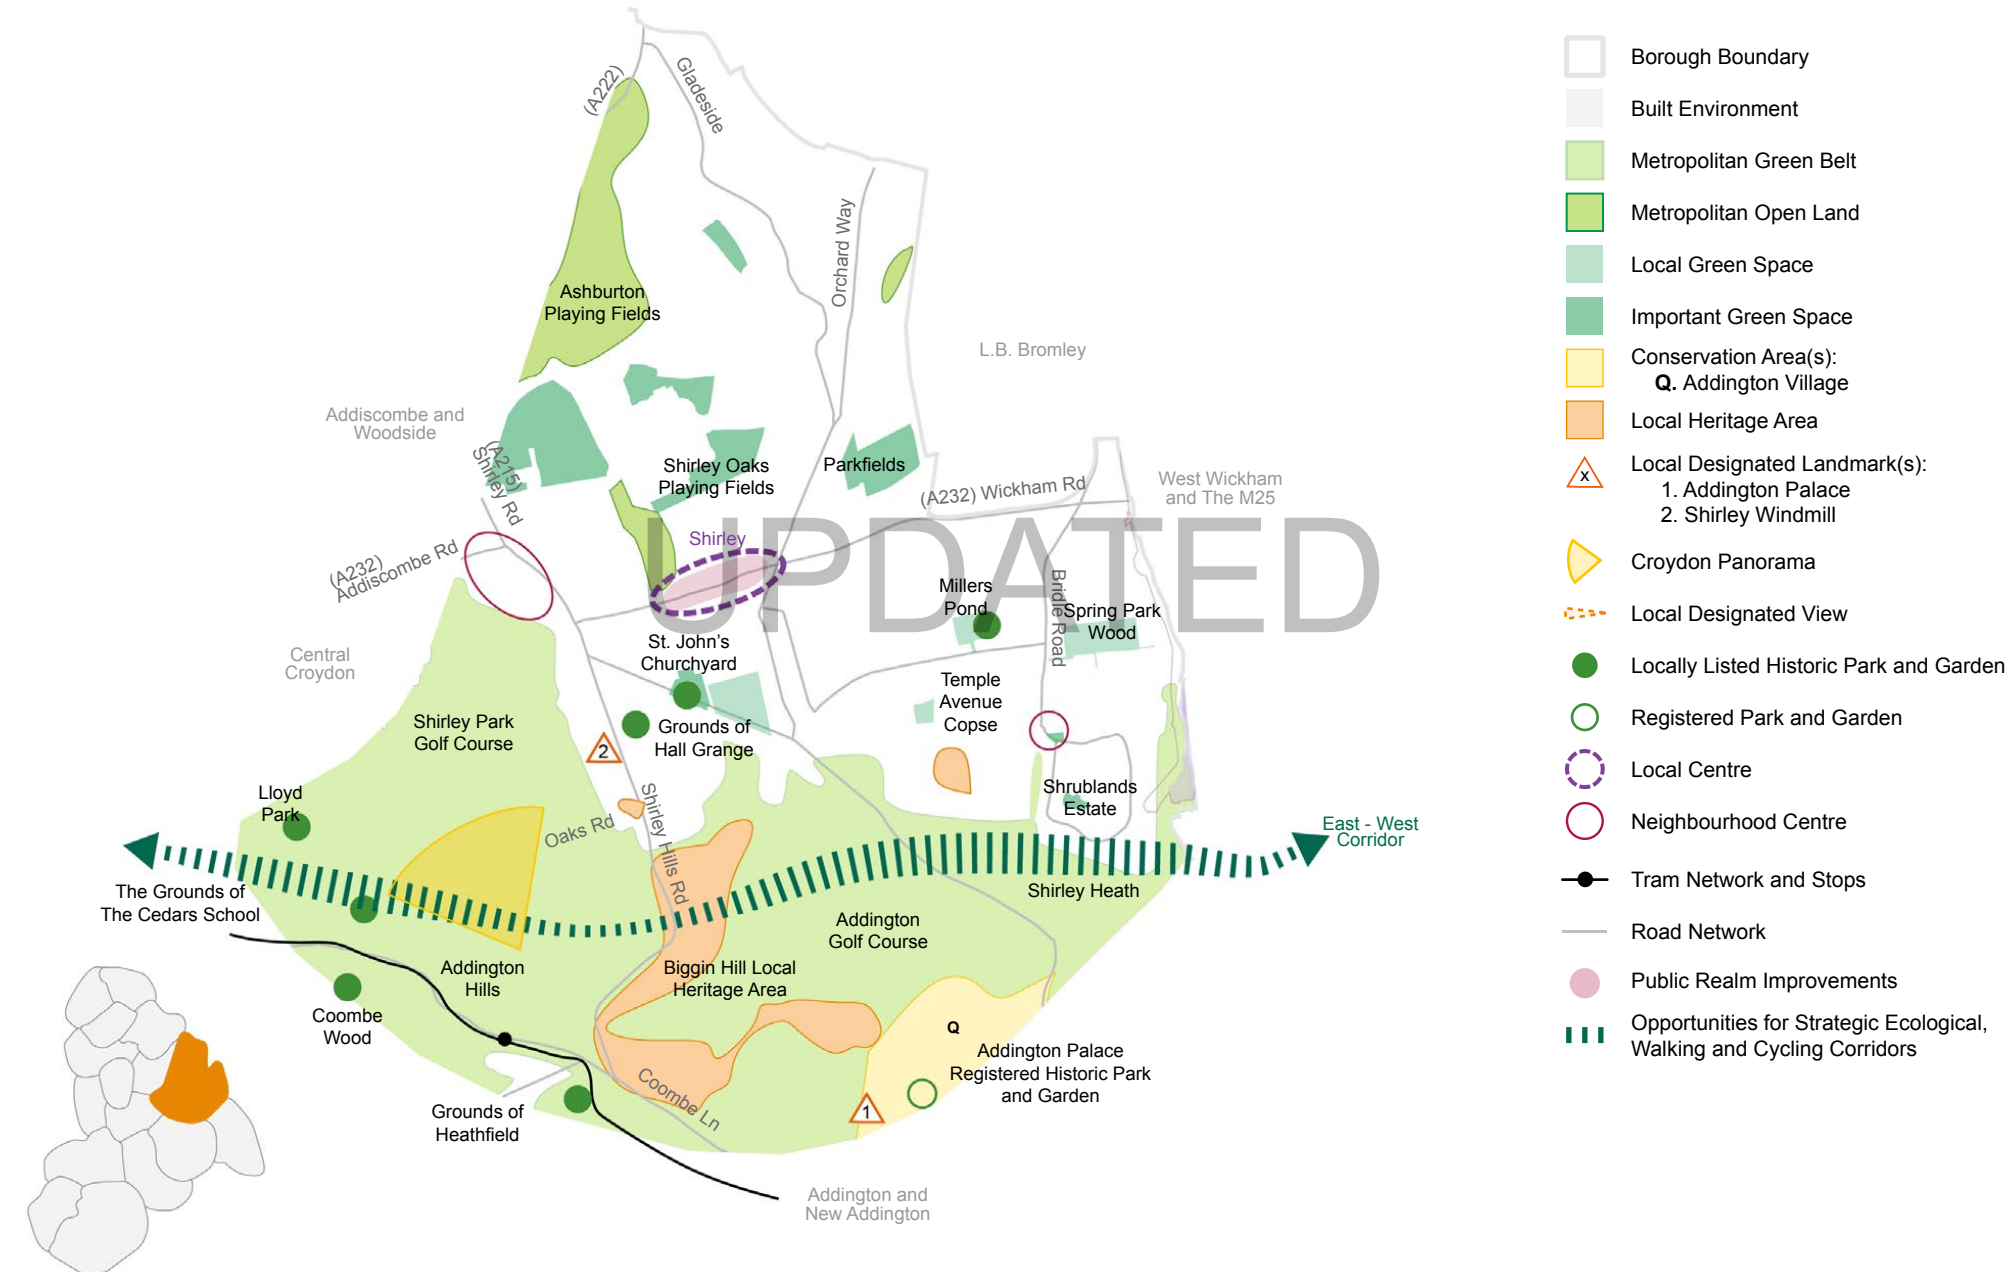 (A222)
Gladeside
Orchard Way
Ashburton
Playing Fields
L.B. Bromley
Addiscombe and
Woodside
(A215)
Shirley Rd
Shirley Oaks
Playing Fields
Parkfields
(A232) Wickham Rd
West Wickham
and The M25
(A232)
Addiscombe Rd
Shirley
UPDATED
Millers
Pond
Bridle Road
Spring Park
Wood
Central
Croydon
St. John's
Churchyard
Temple
Avenue
Copse
Shirley Park
Golf Course
Grounds of
Hall Grange
2
Lloyd
Park
Oaks Rd
Shirley Hills Rd
Shrublands
Estate
East - West
Corridor
The Grounds of
The Cedars School
Shirley Heath
Addington
Golf Course
Addington
Hills
Biggin Hill Local
Heritage Area
Coombe
Wood
Q
Addington Palace
Registered Historic Park
and Garden
1
Coombe Ln
Grounds of
Heathfield
Addington and
New Addington
Borough Boundary
Built Environment
Metropolitan Green Belt
Metropolitan Open Land
Local Green Space
Important Green Space
Conservation Area(s):
Q. Addington Village
Local Heritage Area
x
Local Designated Landmark(s):
1. Addington Palace
2. Shirley Windmill
Croydon Panorama
Local Designated View
Locally Listed Historic Park and Garden
Registered Park and Garden
Local Centre
Neighbourhood Centre
Tram Network and Stops
Road Network
Public Realm Improvements
Opportunities for Strategic Ecological,
Walking and Cycling Corridors